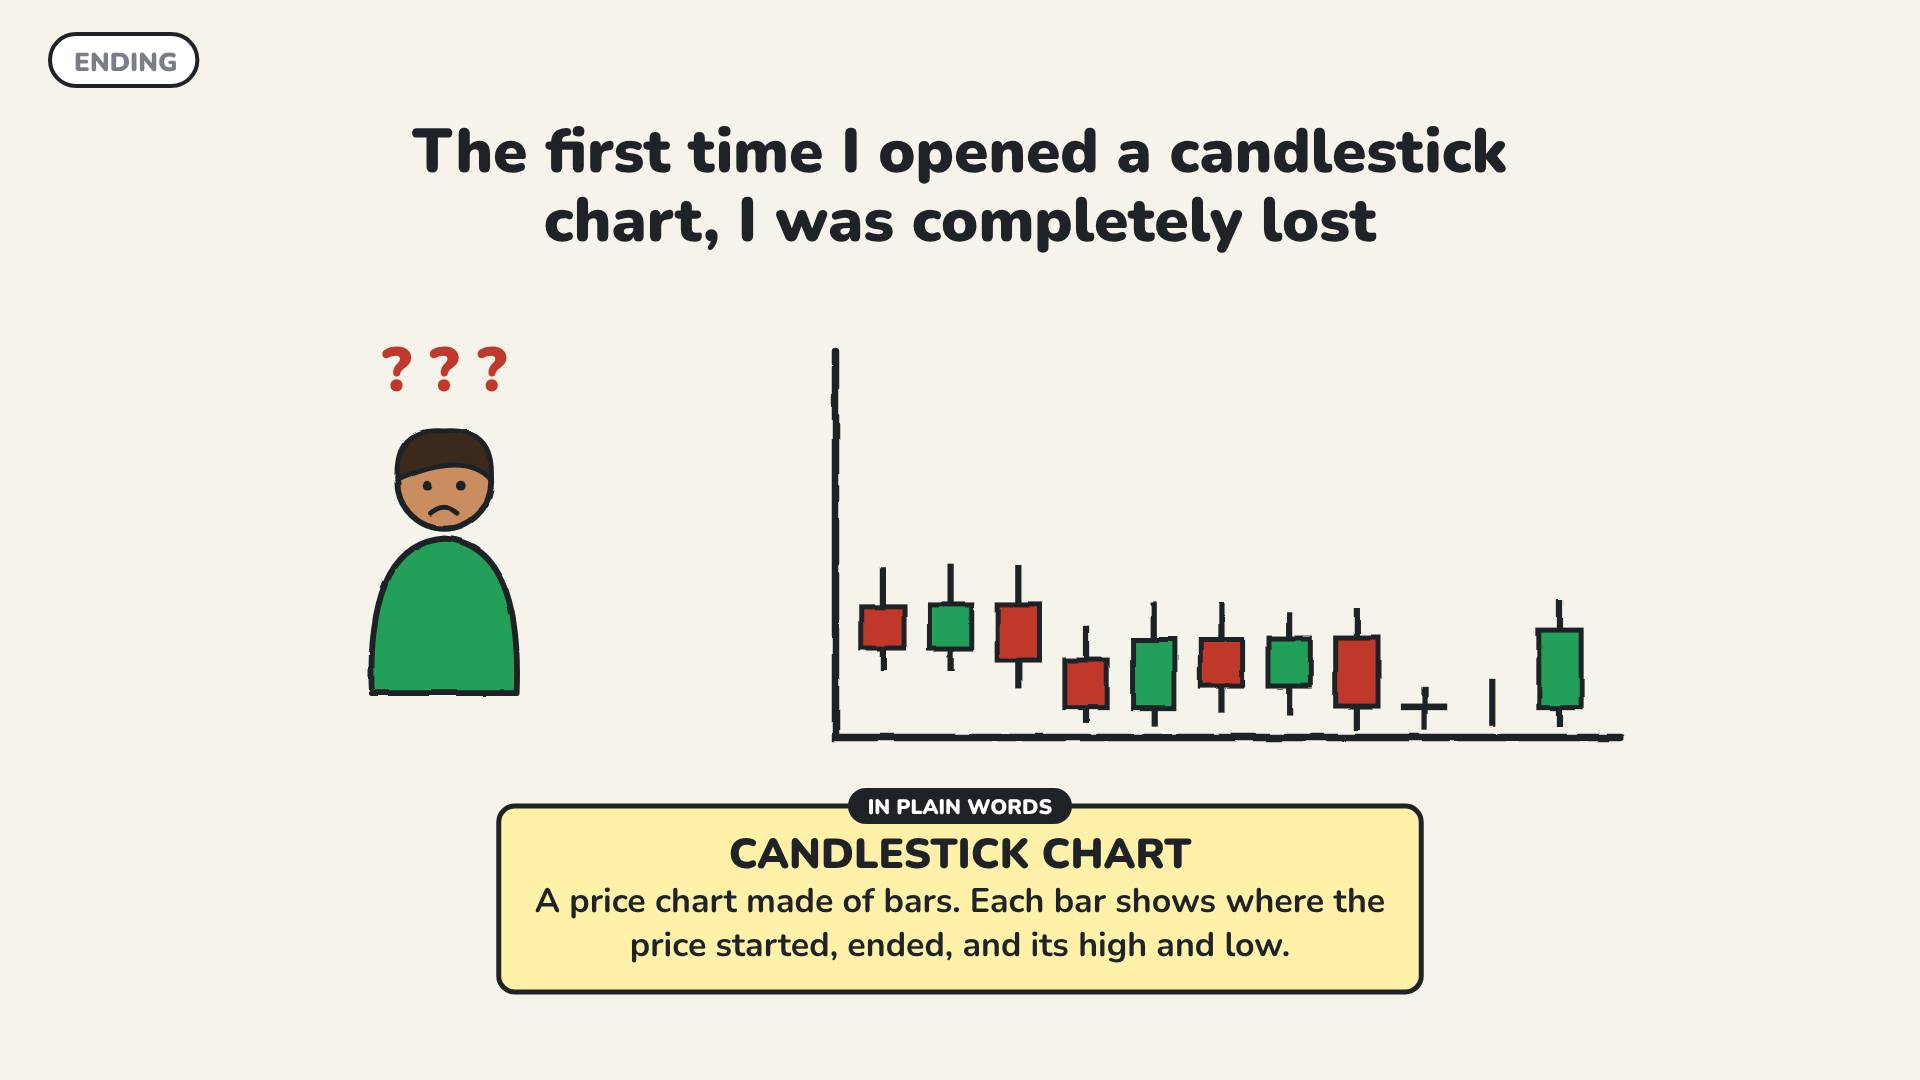 ENDING
The first time I opened a candlestick
chart, I was completely lost
? ? ?
IN PLAIN WORDS
CANDLESTICK CHART
A price chart made of bars. Each bar shows where the
price started, ended, and its high and low.